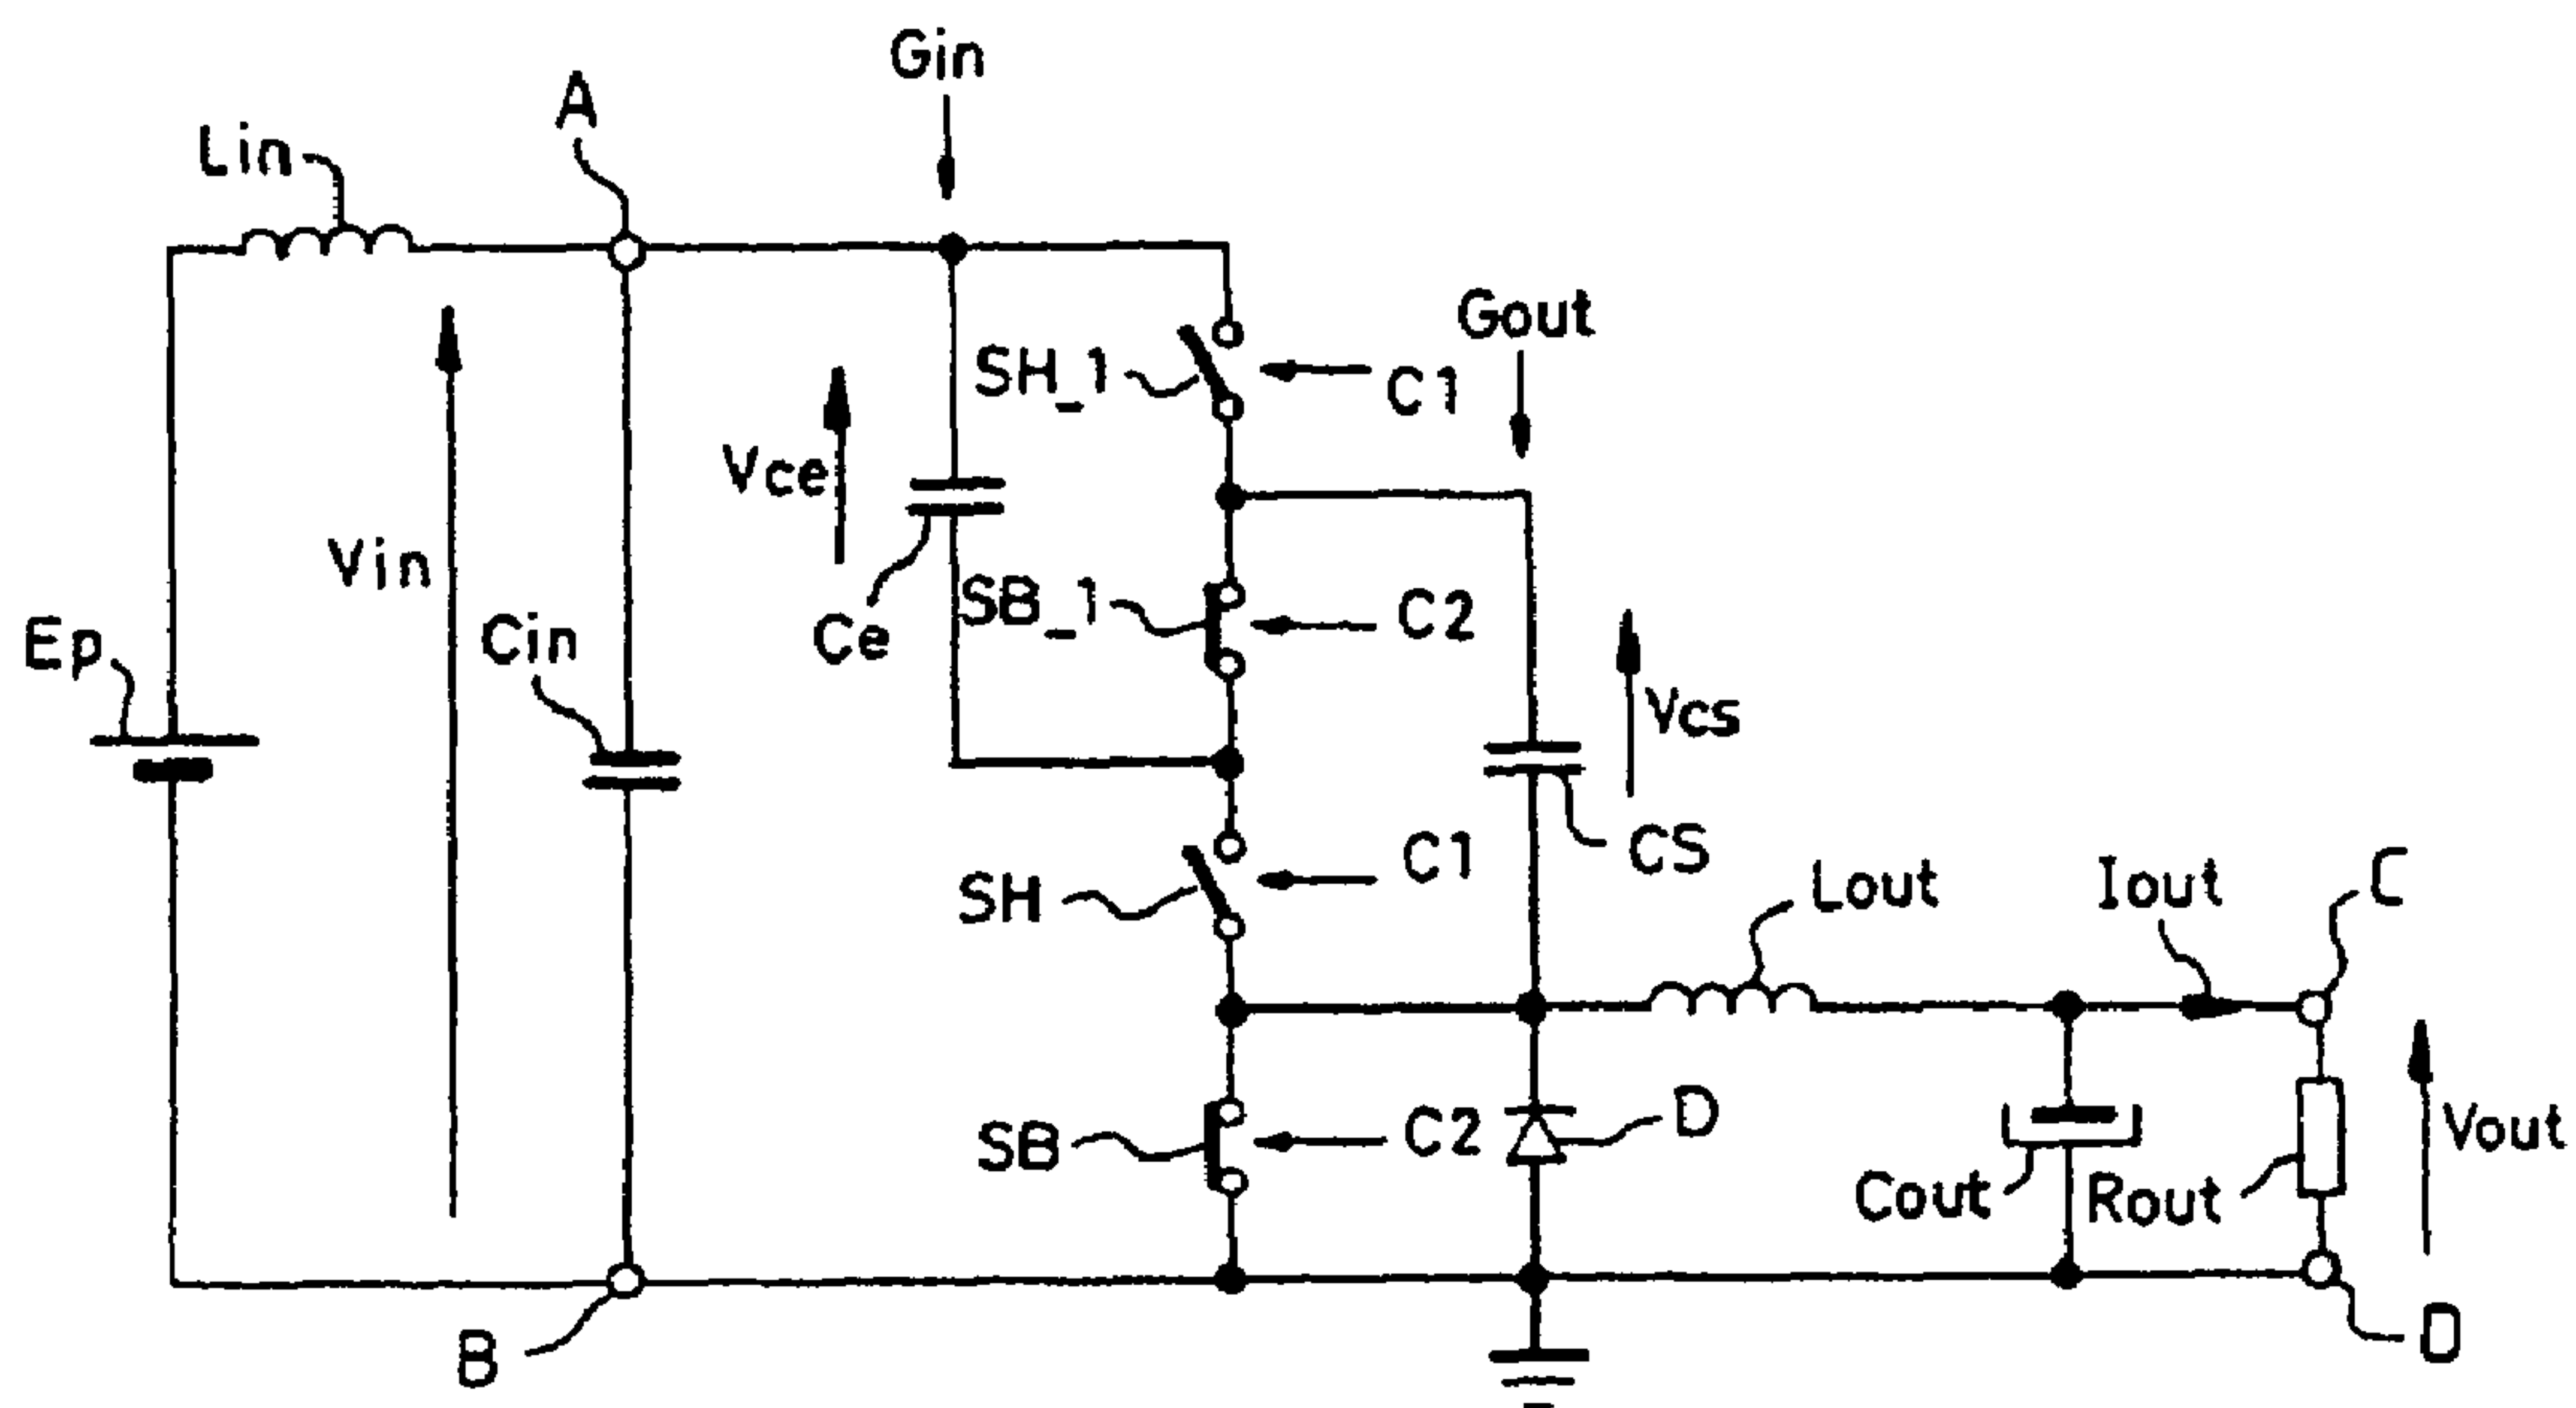 Gin
A
Lin
Gout
SH_1
C1
Vce
Vin
SB_1
C2
Ce
Ep
Cin
Vcs
C1
CS
SH
Lout
Iout
C
D
SB
C2
Vout
Cout
Rout
B
D